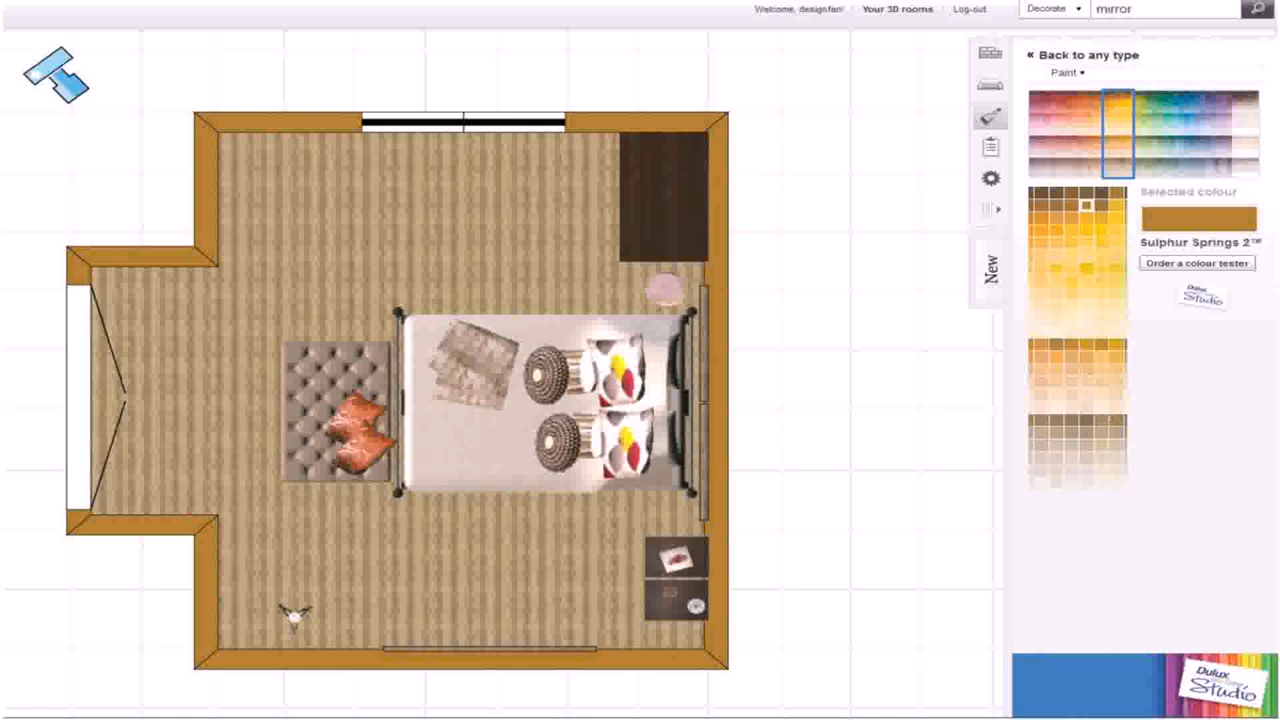 Welcome, designfan!
Your 3D rooms
Log-out
Decorate
mirror
« Back to any type
Paint
Selected colour
Sulphur Springs 2™
Order a colour tester
Dulux
Studio
New
Dulux
Studio